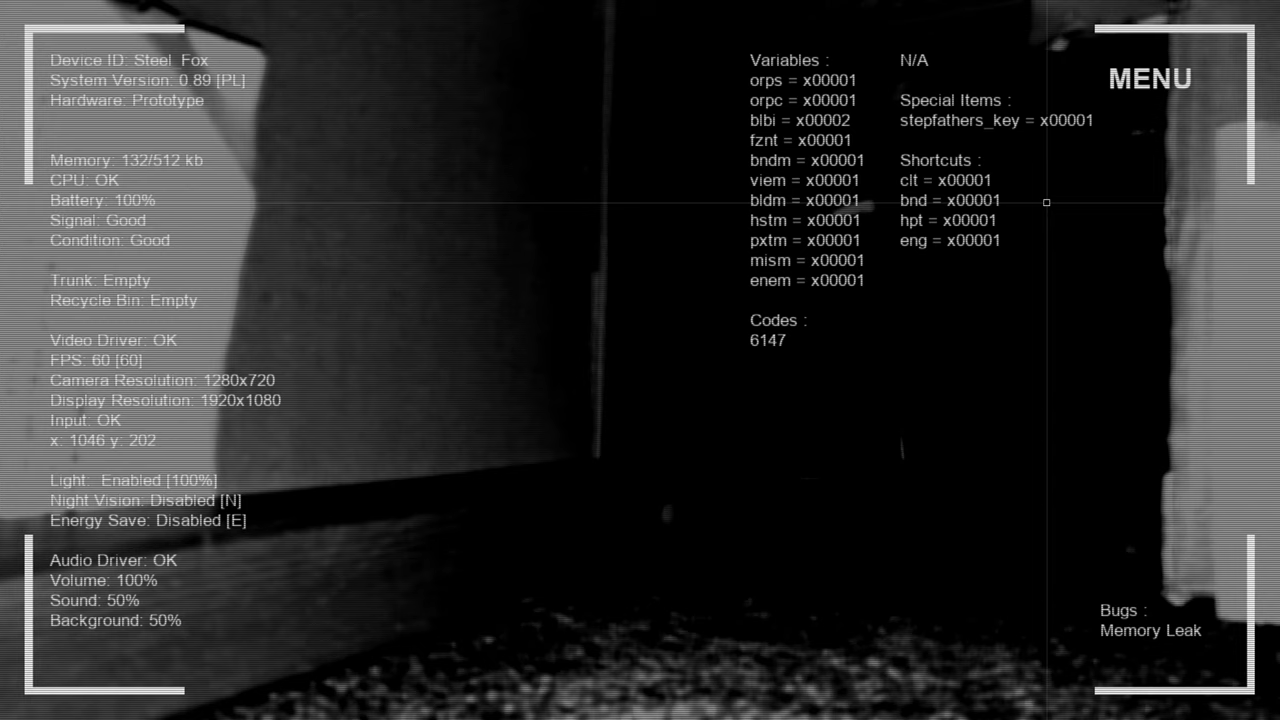 Device ID: Steel_Fox
System Version: 0.89 [PL]
Hardware: Prototype
Memory: 132/512 kb
CPU: OK
Battery: 100%
Signal: Good
Condition: Good
Trunk: Empty
Recycle Bin: Empty
Video Driver: OK
FPS: 60 [60]
Camera Resolution: 1280x720
Display Resolution: 1920x1080
Input: OK
x: 1046 y: 202
Light: Enabled [100%]
Night Vision: Disabled [N]
Energy Save: Disabled [E]
Audio Driver: OK
Volume: 100%
Sound: 50%
Background: 50%
Variables :
orps = x00001
orpc = x00001
blbi = x00002
fznt = x00001
bndm = x00001
viem = x00001
bldm = x00001
hstm = x00001
pxtm = x00001
mism = x00001
enem = x00001
Codes :
6147
N/A
Special Items :
stepfathers_key = x00001
Shortcuts :
clt = x00001
bnd = x00001
hpt = x00001
eng = x00001
MENU
Bugs :
Memory Leak